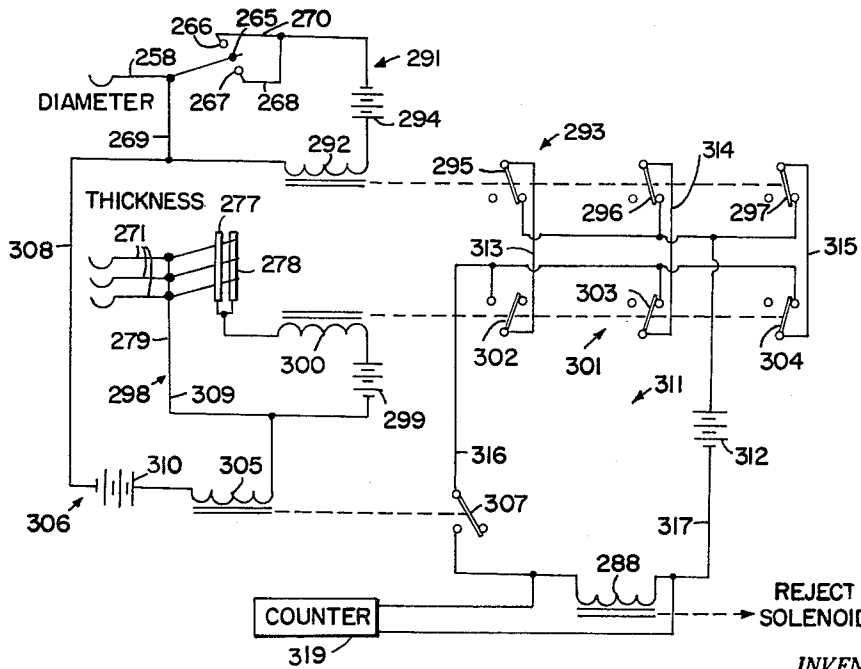 266 265 270
258
291
DIAMETER 267 268
294
269 292 293
295 314
THICKNESS 277
296 297
308 271 313 315
278
303
279 302 304
300 301
298 309 299 311
316 312
310 305
307 317
306
288
COUNTER REJECT
SOLENOID
319
INVEN